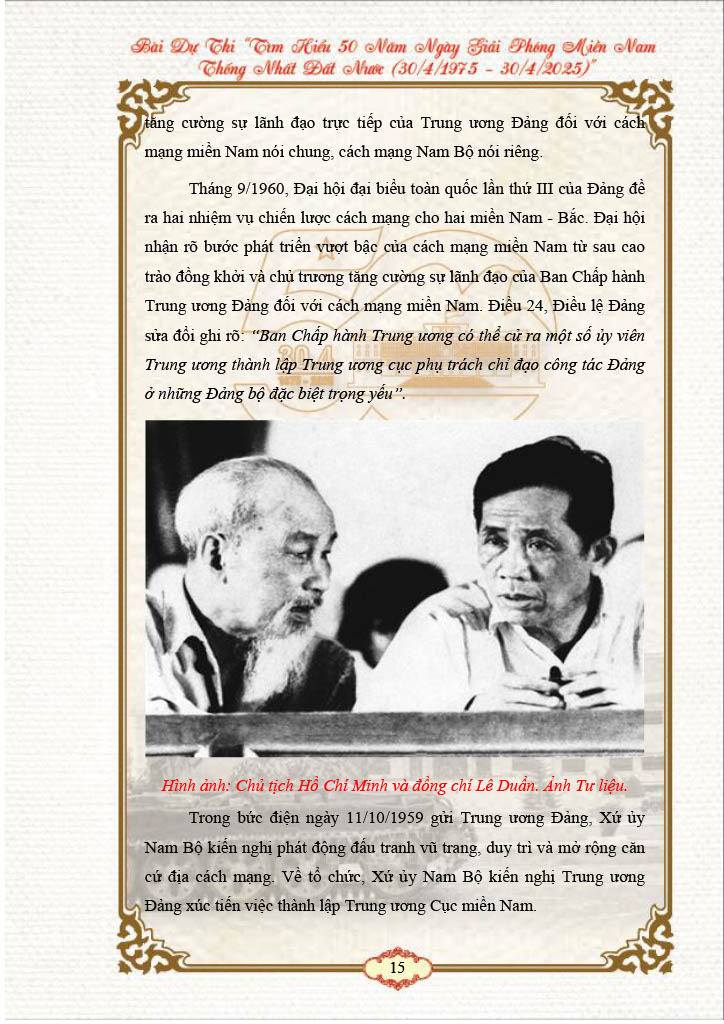 Bài Dự Thi “Tìm Hiểu 50 Năm Ngày Giải Phóng Miền Nam
Thống Nhất Đất Nước (30/4/1975 – 30/4/2025)”
tăng cường sự lãnh đạo trực tiếp của Trung ương Đảng đối với cách
mạng miền Nam nói chung, cách mạng Nam Bộ nói riêng.
Tháng 9/1960, Đại hội đại biểu toàn quốc lần thứ III của Đảng đề
ra hai nhiệm vụ chiến lược cách mạng cho hai miền Nam - Bắc. Đại hội
nhận rõ bước phát triển vượt bậc của cách mạng miền Nam từ sau cao
trào đồng khởi và chủ trương tăng cường sự lãnh đạo của Ban Chấp hành
Trung ương Đảng đối với cách mạng miền Nam. Điều 24, Điều lệ Đảng
sửa đổi ghi rõ: “Ban Chấp hành Trung ương có thể cử ra một số ủy viên
Trung ương thành lập Trung ương cục phụ trách chỉ đạo công tác Đảng
ở những Đảng bộ đặc biệt trọng yếu”.
Hình ảnh: Chủ tịch Hồ Chí Minh và đồng chí Lê Duẩn. Ảnh Tư liệu.
Trong bức điện ngày 11/10/1959 gửi Trung ương Đảng, Xứ ủy
Nam Bộ kiến nghị phát động đấu tranh vũ trang, duy trì và mở rộng căn
cứ địa cách mạng. Về tổ chức, Xứ ủy Nam Bộ kiến nghị Trung ương
Đảng xúc tiến việc thành lập Trung ương Cục miền Nam.
15